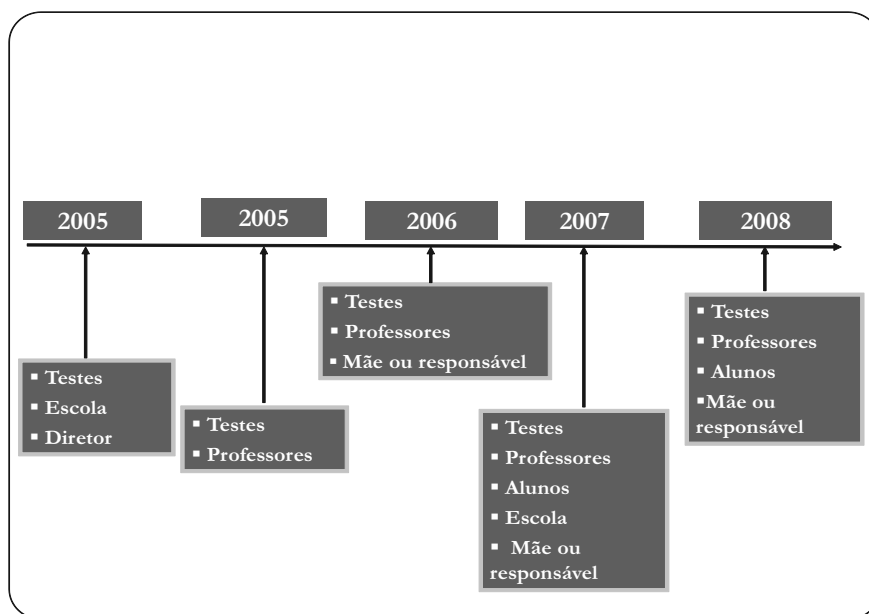 2005
2005
2006
2007
2008
▪ Testes
▪ Escola
▪ Diretor
▪ Testes
▪ Professores
▪ Testes
▪ Professores
▪ Mãe ou responsável
▪ Testes
▪ Professores
▪ Alunos
▪ Escola
▪ Mãe ou
responsável
▪ Testes
▪ Professores
▪ Alunos
▪Mãe ou
responsável